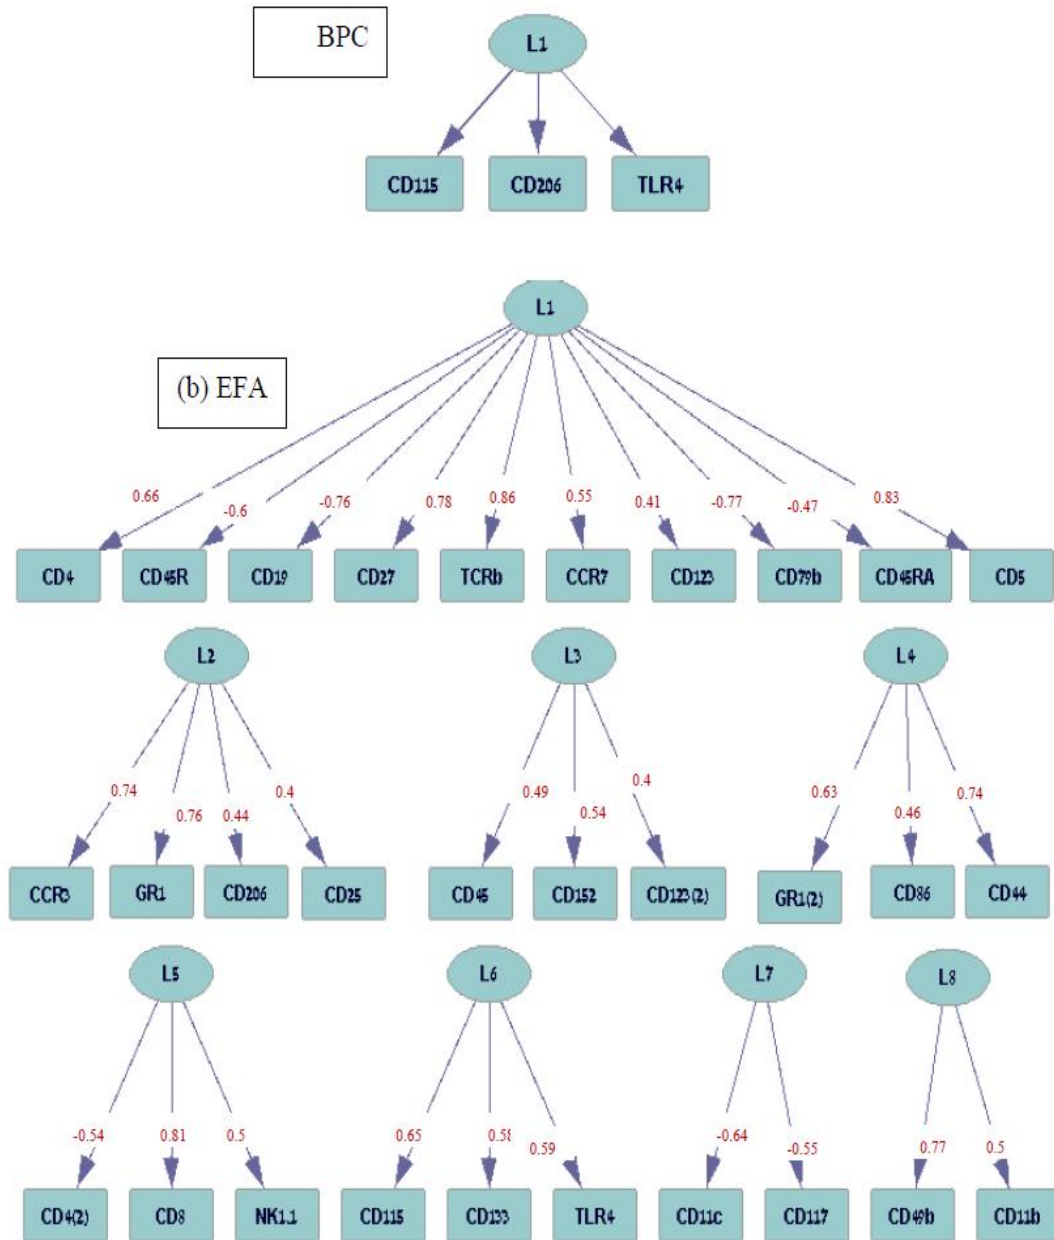 BPC
L1
CD115 CD206 TLR4
L1
(b) EFA
0.66 -0.6 -0.76 0.78 0.86 0.55 0.41 -0.77 -0.47 0.83
CD4 CD45R CD19 CD27 TCRb CCR7 CD123 CD79b CD45RA CD5
L2 L3 L4
0.74 0.76 0.44 0.4 0.49 0.54 0.4 0.63 0.46 0.74
CCR3 GR1 CD206 CD25 CD45 CD152 CD123(2) GR1(2) CD86 CD44
L5 L6 L7 L8
-0.54 0.81 0.5 0.65 0.58 0.59 -0.64 -0.55 0.77 0.5
CD4(2) CD8 NK1.1 CD115 CD133 TLR4 CD11c CD117 CD49b CD11b